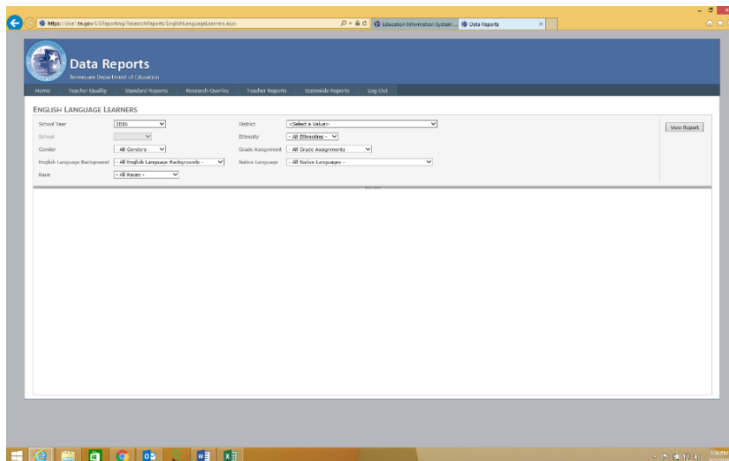 Education Information System ...
Data Reports
Data Reports
Tennessee Department of Education
Home Teacher Quality Standard Reports Research Queries Teacher Reports Statewide Reports Log Out
ENGLISH LANGUAGE LEARNERS
School Year 2016 District <Select a Value> View Report
School Ethnicity - All Ethnicities -
Gender - All Genders - Grade Assignment - All Grade Assignments -
English Language Background - All English Language Backgrounds - Native Language - All Native Languages -
Race - All Races -